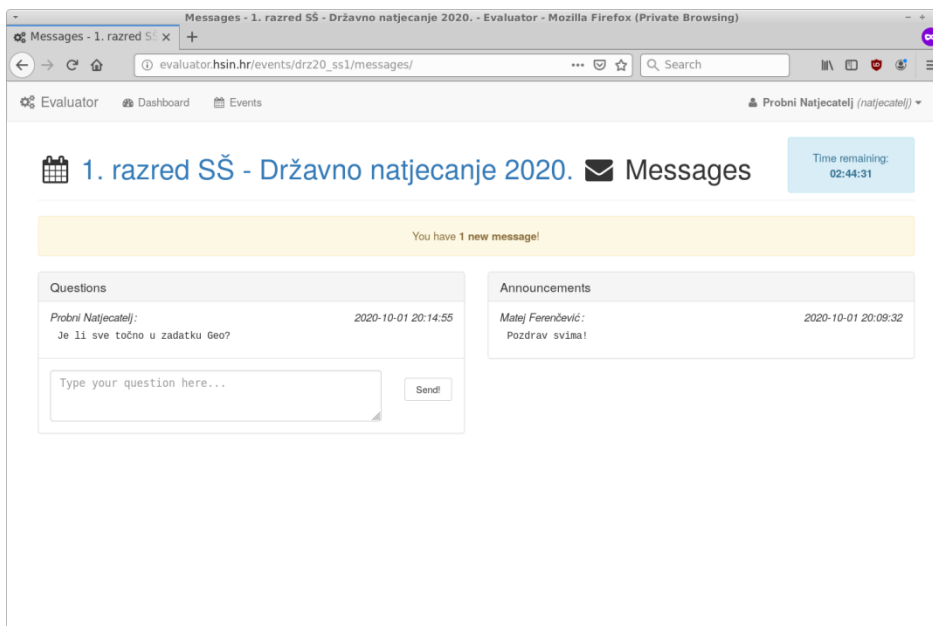 Messages - 1. razred SŠ - Državno natjecanje 2020. - Evaluator - Mozilla Firefox (Private Browsing)
Messages - 1. razred SŠ
evaluator.hsin.hr/events/drz20_ss1/messages/
Search
Evaluator Dashboard Events Probni Natjecatelj (natjecatelj)
1. razred SŠ - Državno natjecanje 2020. Messages
Time remaining:
02:44:31
You have 1 new message!
Questions
Probni Natjecatelj: 2020-10-01 20:14:55
Je li sve točno u zadatku Geo?
Type your question here...
Send!
Announcements
Matej Ferenčević: 2020-10-01 20:09:32
Pozdrav svima!